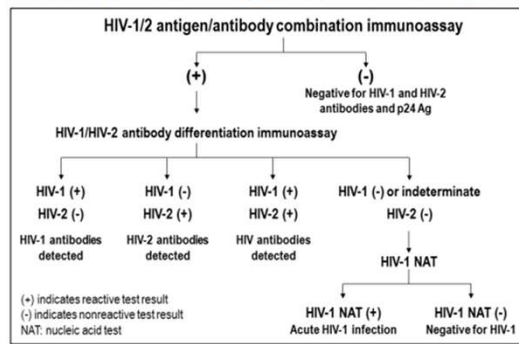 HIV-1/2 antigen/antibody combination immunoassay
(+)
(-)
Negative for HIV-1 and HIV-2
antibodies and p24 Ag
HIV-1/HIV-2 antibody differentiation immunoassay
HIV-1 (+)
HIV-2 (-)
HIV-1 antibodies
detected
HIV-1 (-)
HIV-2 (+)
HIV-2 antibodies
detected
HIV-1 (+)
HIV-2 (+)
HIV antibodies
detected
HIV-1 (-) or indeterminate
HIV-2 (-)
HIV-1 NAT
HIV-1 NAT (+)
Acute HIV-1 infection
HIV-1 NAT (-)
Negative for HIV-1
(+) indicates reactive test result
(-) indicates nonreactive test result
NAT: nucleic acid test